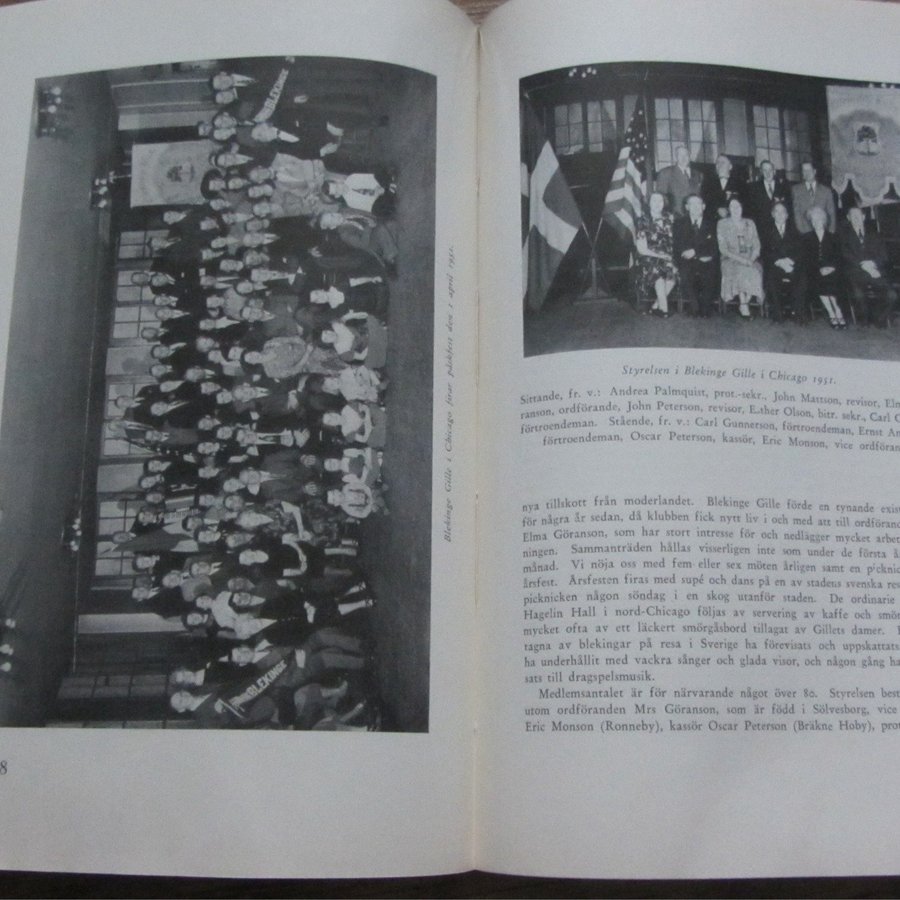 BLEKINGE
BLEKINGE
Blekinge Gille i Chicago firar påskfest den 1 april 1951.
8
Styrelsen i Blekinge Gille i Chicago 1951.
Sittande, fr. v.: Andrea Palmquist, prot.-sekr., John Mattson, revisor, Elm
ranson, ordförande, John Peterson, revisor, Esther Olson, bitr. sekr., Carl G
förtroendeman. Stående, fr. v.: Carl Gunnerson, förtroendeman, Ernst An
förtroendeman, Oscar Peterson, kassör, Eric Monson, vice ordföran
nya tillskott från moderlandet. Blekinge Gille förde en tynande exis
för några år sedan, då klubben fick nytt liv i och med att till ordföran
Elma Göranson, som har stort intresse för och nedlägger mycket arbet
ningen. Sammanträden hållas visserligen inte som under de första å
månad. Vi nöja oss med fem eller sex möten årligen samt en picknic
årsfest. Årsfesten firas med supé och dans på en av stadens svenska res
picknicken någon söndag i en skog utanför staden. De ordinarie
Hagelin Hall i nord-Chicago följas av servering av kaffe och smör
mycket ofta av ett läckert smörgåsbord tillagat av Gillets damer.
tagna av blekingar på resa i Sverige ha förevisats och uppskattats
ha underhållit med vackra sånger och glada visor, och någon gång ha
sats till dragspelsmusik.
Medlemsantalet är för närvarande något över 80. Styrelsen best
utom ordföranden Mrs Göranson, som är född i Sölvesborg, vice
Eric Monson (Ronneby), kassör Oscar Peterson (Bräkne Hoby), prot